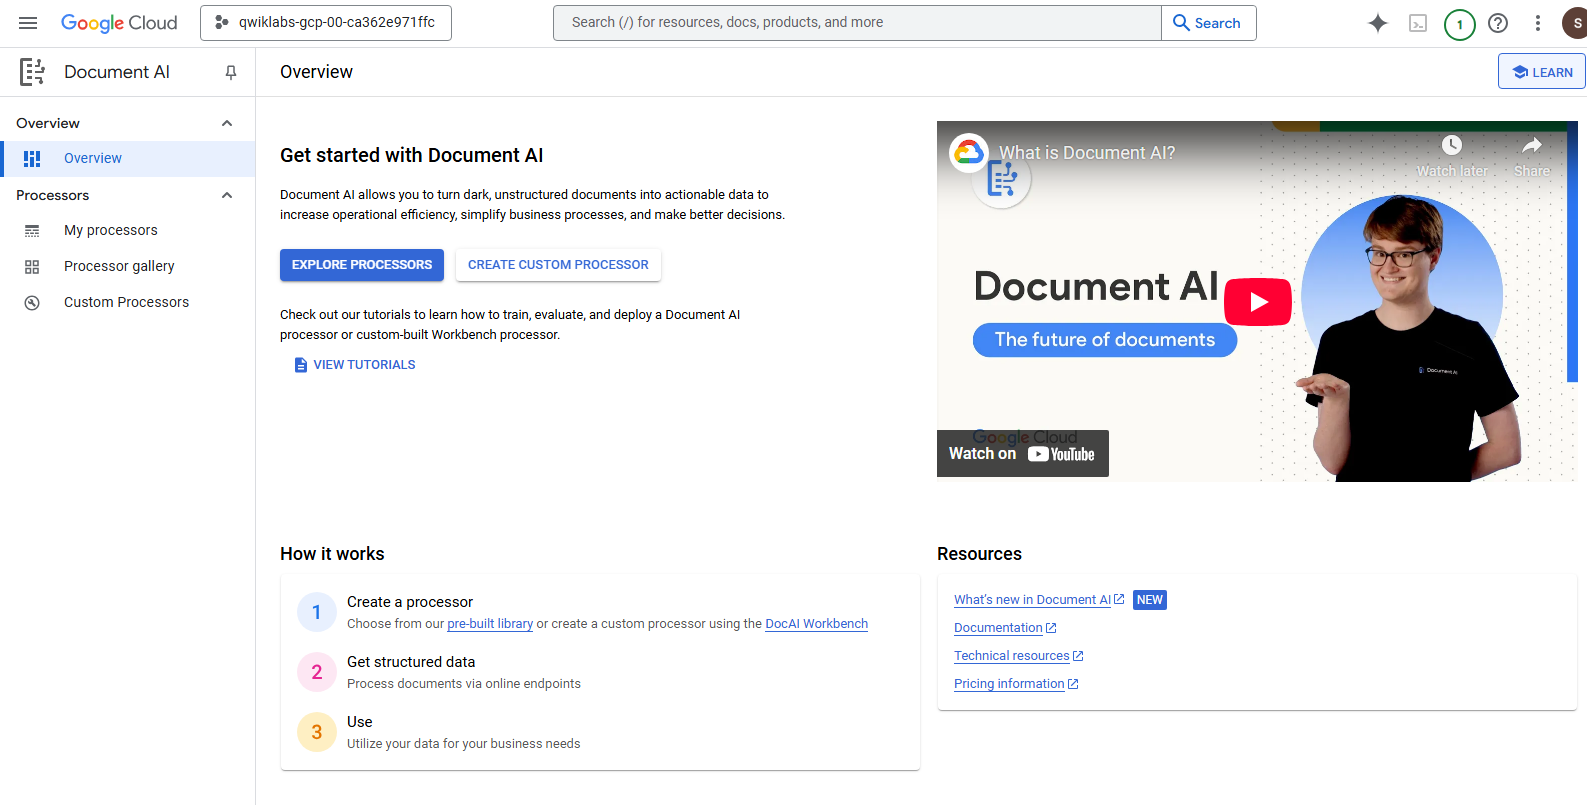 Google Cloud
qwiklabs-gcp-00-ca362e971ffc
Search (/) for resources, docs, products, and more
Search
1
S
Document AI
Overview
LEARN
Overview
Overview
Processors
My processors
Processor gallery
Custom Processors
Get started with Document AI
Document AI allows you to turn dark, unstructured documents into actionable data to
increase operational efficiency, simplify business processes, and make better decisions.
EXPLORE PROCESSORS
CREATE CUSTOM PROCESSOR
Check out our tutorials to learn how to train, evaluate, and deploy a Document AI
processor or custom-built Workbench processor.
VIEW TUTORIALS
What is Document AI?
Watch later
Share
Document AI
The future of documents
Document AI
Google Cloud
Watch on YouTube
How it works
1
Create a processor
Choose from our pre-built library or create a custom processor using the DocAI Workbench
2
Get structured data
Process documents via online endpoints
3
Use
Utilize your data for your business needs
Resources
What's new in Document AI NEW
Documentation
Technical resources
Pricing information